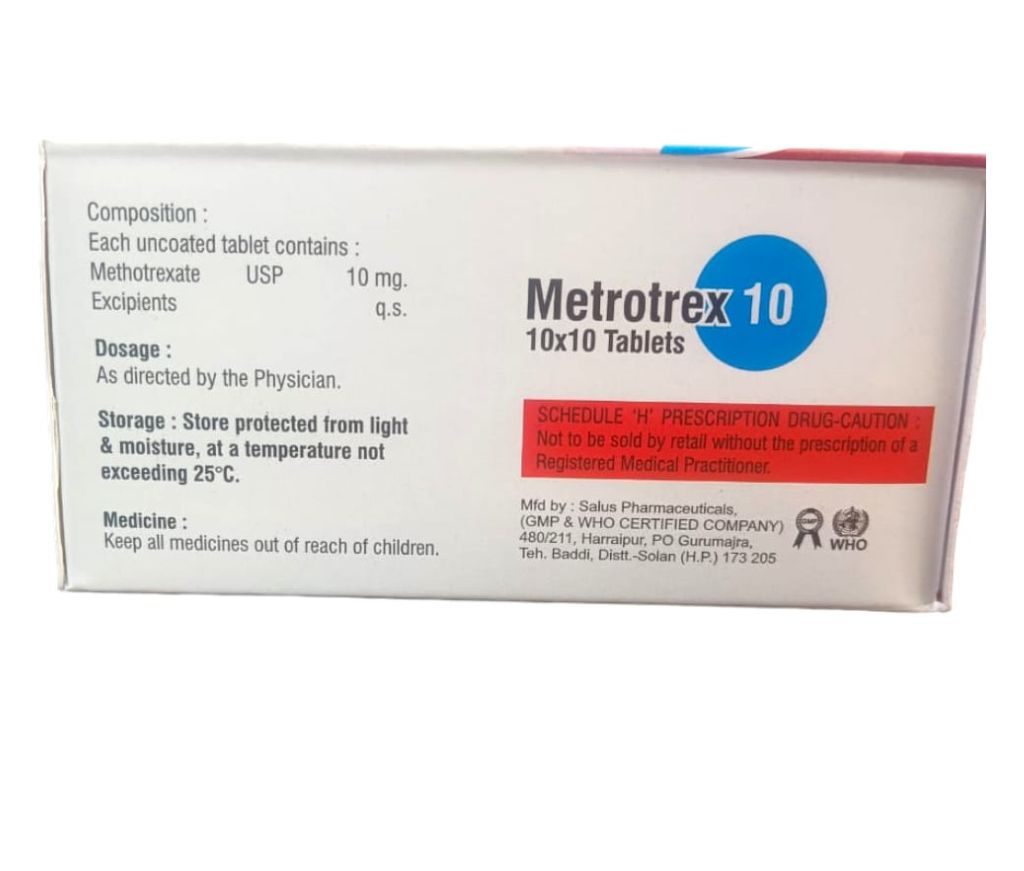 Composition :
Each uncoated tablet contains :
Methotrexate USP 10 mg.
Excipients q.s.
Dosage :
As directed by the Physician.
Storage : Store protected from light
& moisture, at a temperature not
exceeding 25°C.
Medicine :
Keep all medicines out of reach of children.
Metrotrex 10
10x10 Tablets
SCHEDULE 'H' PRESCRIPTION DRUG-CAUTION :
Not to be sold by retail without the prescription of a
Registered Medical Practitioner.
Mfd by : Salus Pharmaceuticals,
(GMP & WHO CERTIFIED COMPANY)
480/211, Harraipur, PO Gurumajra,
Teh. Baddi, Distt.-Solan (H.P.) 173 205
GMP
WHO